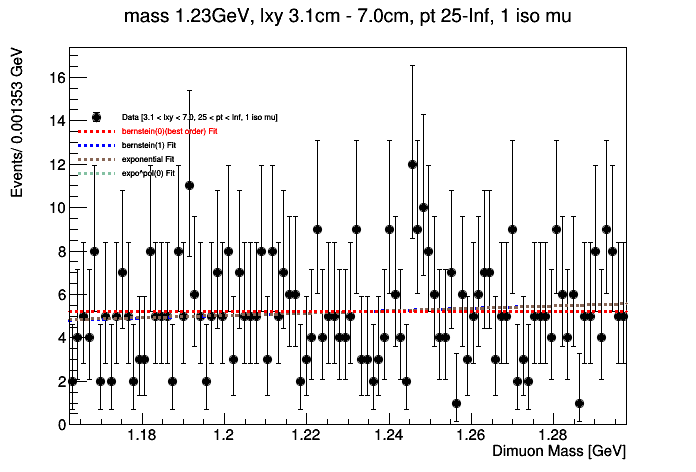 mass 1.23GeV, lxy 3.1cm - 7.0cm, pt 25-Inf, 1 iso mu
Events/ 0.001353 GeV
16
14
12
10
8
6
4
2
0
Data [3.1 < lxy < 7.0, 25 < pt < Inf, 1 iso mu]
bernstein(0)(best order) Fit
bernstein(1) Fit
exponential Fit
expo*pol(0) Fit
1.18 1.2 1.22 1.24 1.26 1.28
Dimuon Mass [GeV]